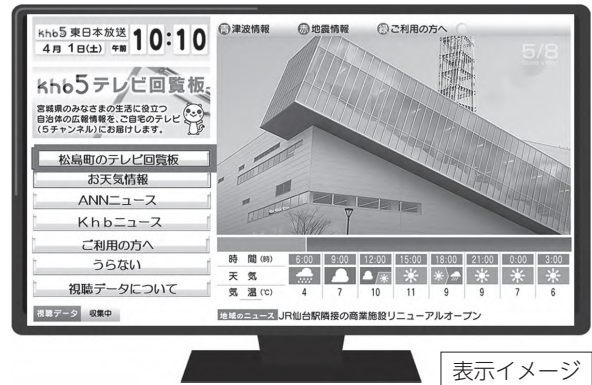 khb5 東日本放送
4月 1日(土) 午前 10:10
青 津波情報 赤 地震情報 緑 ご利用の方へ
5/8
khb5テレビ回覧板
宮城県のみなさまの生活に役立つ
自治体の広報情報を、ご自宅のテレビ
(5チャンネル)にお届けします。
松島町のテレビ回覧板
お天気情報
ANNニュース
Khbニュース
ご利用の方へ
うらない
視聴データについて
時 間(時) 6:00 9:00 12:00 15:00 18:00 21:00 0:00 3:00
天 気
気 温(℃) 4 7 10 11 9 9 7 6
視聴データ 収集中
地域のニュース JR仙台駅隣接の商業施設リニューアルオープン
表示イメージ